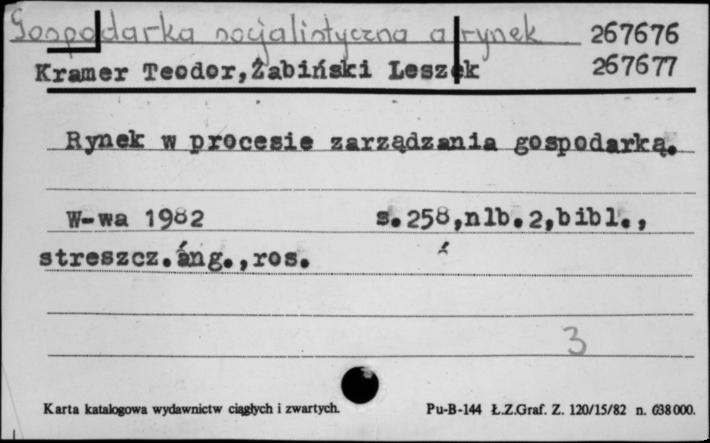 Gospodarka socjalistyczna a rynek 267676
Kramer Teodor, Żabiński Leszek 267677
Rynek w procesie zarządzania gospodarką.
W-wa 1982 s.258,nlb.2,bibl.,
streszcz.ang.,ros.
3
Karta katalogowa wydawnictw ciągłych i zwartych. Pu-B-144 Ł.Z.Graf. Z. 120/15/82 n. 638000.